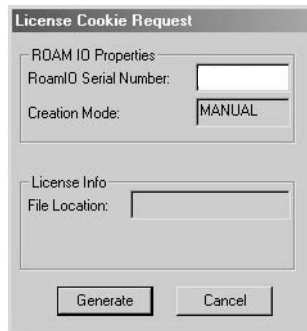 License Cookie Request
ROAM IO Properties
RoamIO Serial Number:
Creation Mode: MANUAL
License Info
File Location:
Generate Cancel